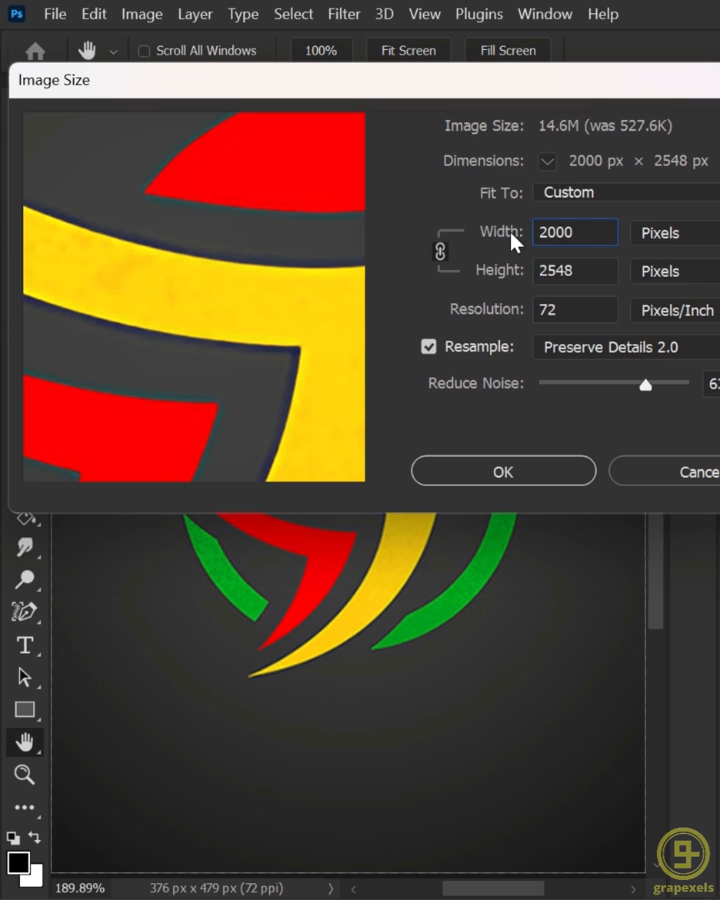 Ps File Edit Image Layer Type Select Filter 3D View Plugins Window Help
Scroll All Windows 100% Fit Screen Fill Screen
Image Size
Image Size: 14.6M (was 527.6K)
Dimensions: 2000 px × 2548 px
Fit To: Custom
Width: 2000 Pixels
Height: 2548 Pixels
Resolution: 72 Pixels/Inch
Resample: Preserve Details 2.0
Reduce Noise: 63
OK Cance
T
189.89% 376 px x 479 px (72 ppi)
grapexels